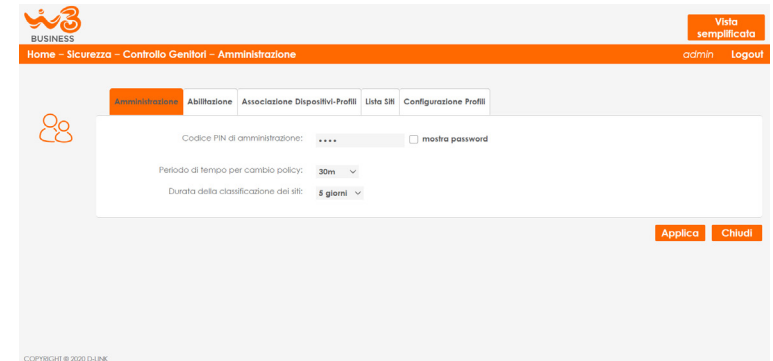 W3
BUSINESS
Vista
semplificata
Home – Sicurezza – Controllo Genitori – Amministrazione
admin Logout
Amministrazione Abilitazione Associazione Dispositivi-Profili Lista Siti Configurazione Profili
Codice PIN di amministrazione: •••• mostra password
Periodo di tempo per cambio policy: 30m
Durata della classificazione dei siti: 5 giorni
Applica Chiudi
COPYRIGHT © 2020 D-LINK